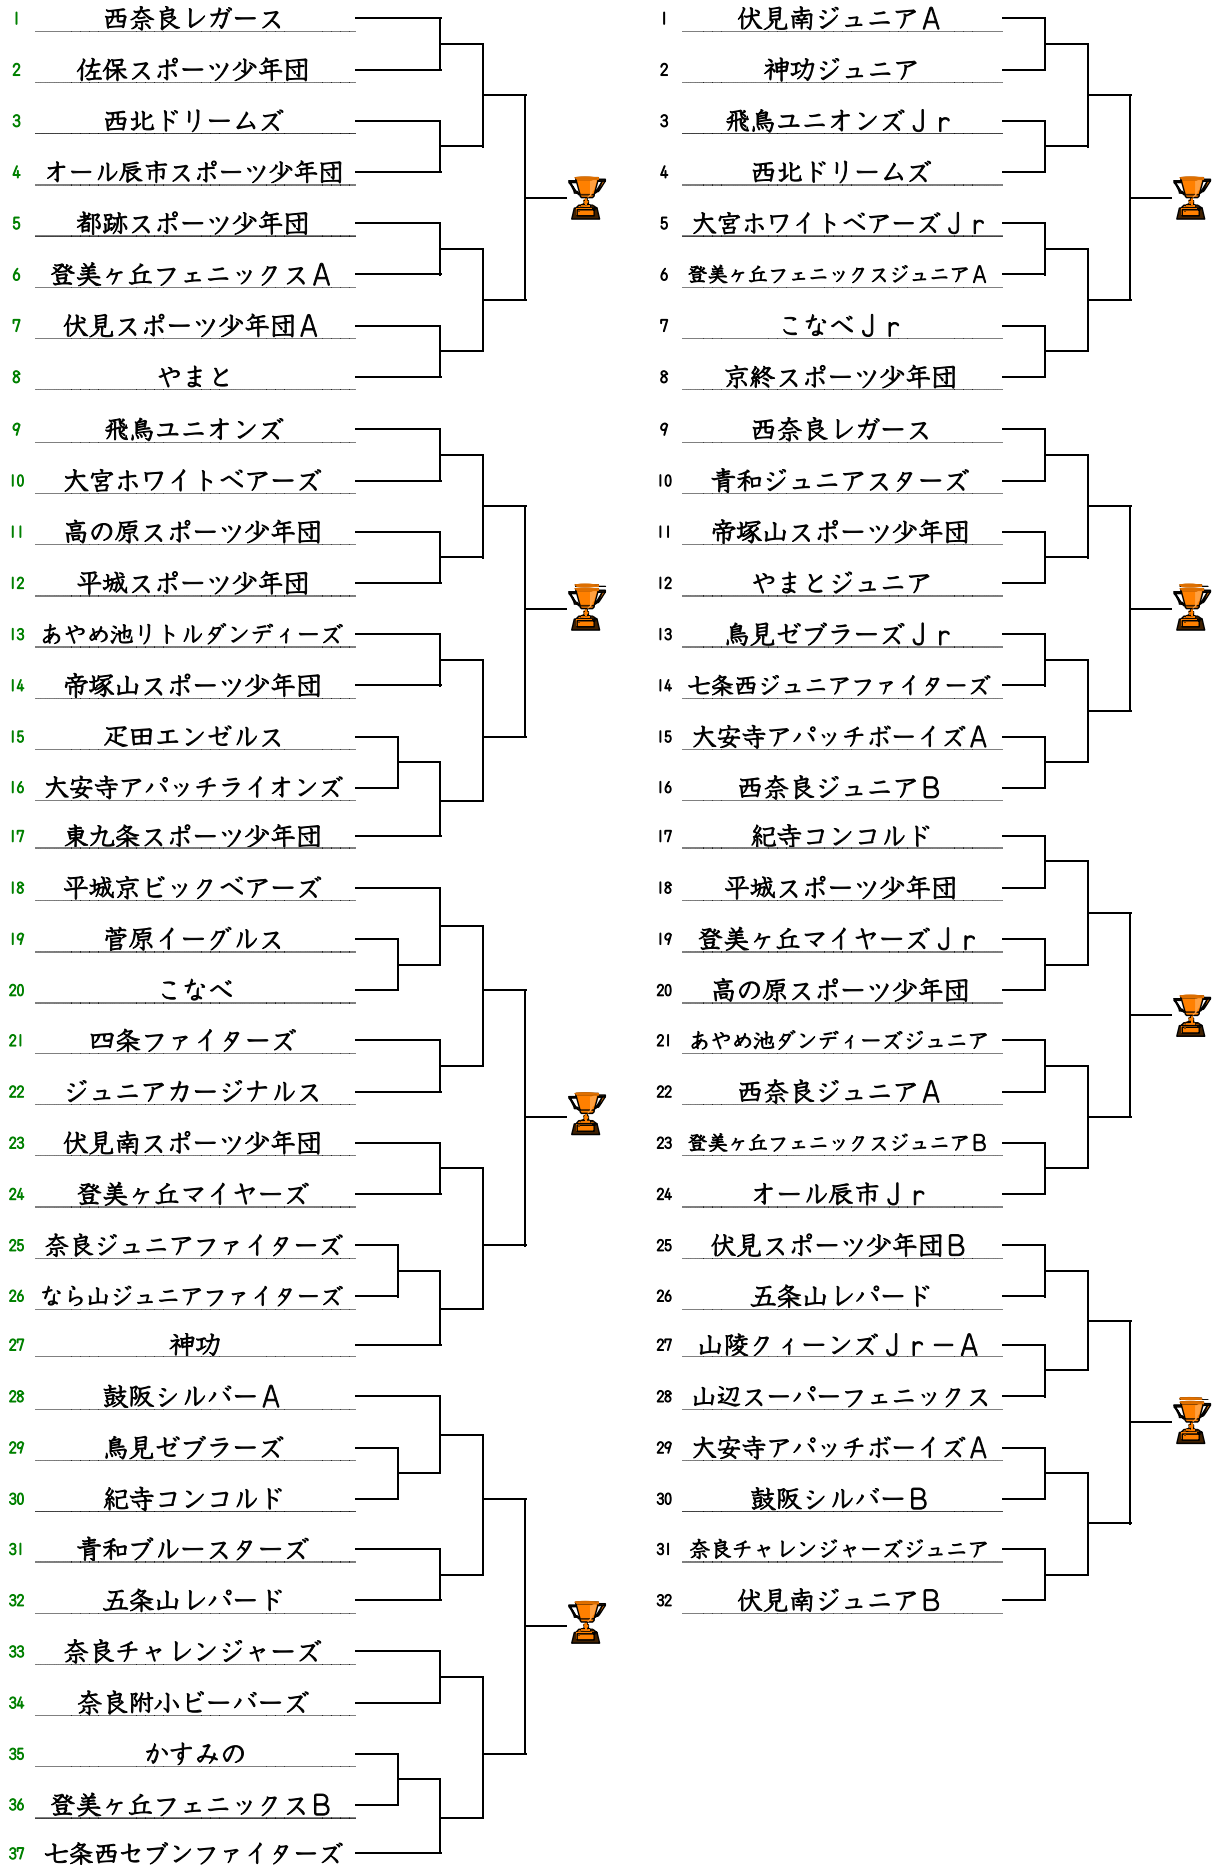 1 西奈良レガース
2 佐保スポーツ少年団
3 西北ドリームズ
4 オール辰市スポーツ少年団
5 都跡スポーツ少年団
6 登美ヶ丘フェニックスA
7 伏見スポーツ少年団A
8 やまと
9 飛鳥ユニオンズ
10 大宮ホワイトベアーズ
11 高の原スポーツ少年団
12 平城スポーツ少年団
13 あやめ池リトルダンディーズ
14 帝塚山スポーツ少年団
15 疋田エンゼルス
16 大安寺アパッチライオンズ
17 東九条スポーツ少年団
18 平城京ビックベアーズ
19 菅原イーグルス
20 こなべ
21 四条ファイターズ
22 ジュニアカージナルス
23 伏見南スポーツ少年団
24 登美ヶ丘マイヤーズ
25 奈良ジュニアファイターズ
26 なら山ジュニアファイターズ
27 神功
28 鼓阪シルバーA
29 鳥見ゼブラーズ
30 紀寺コンコルド
31 青和ブルースターズ
32 五条山レパード
33 奈良チャレンジャーズ
34 奈良附小ビーバーズ
35 かすみの
36 登美ヶ丘フェニックスB
37 七条西セブンファイターズ
1 伏見南ジュニアA
2 神功ジュニア
3 飛鳥ユニオンズJr
4 西北ドリームズ
5 大宮ホワイトベアーズJr
6 登美ヶ丘フェニックスジュニアA
7 こなべJr
8 京終スポーツ少年団
9 西奈良レガース
10 青和ジュニアスターズ
11 帝塚山スポーツ少年団
12 やまとジュニア
13 鳥見ゼブラーズJr
14 七条西ジュニアファイターズ
15 大安寺アパッチボーイズA
16 西奈良ジュニアB
17 紀寺コンコルド
18 平城スポーツ少年団
19 登美ヶ丘マイヤーズJr
20 高の原スポーツ少年団
21 あやめ池ダンディーズジュニア
22 西奈良ジュニアA
23 登美ヶ丘フェニックスジュニアB
24 オール辰市Jr
25 伏見スポーツ少年団B
26 五条山レパード
27 山陵クィーンズJr－A
28 山辺スーパーフェニックス
29 大安寺アパッチボーイズA
30 鼓阪シルバーB
31 奈良チャレンジャーズジュニア
32 伏見南ジュニアB